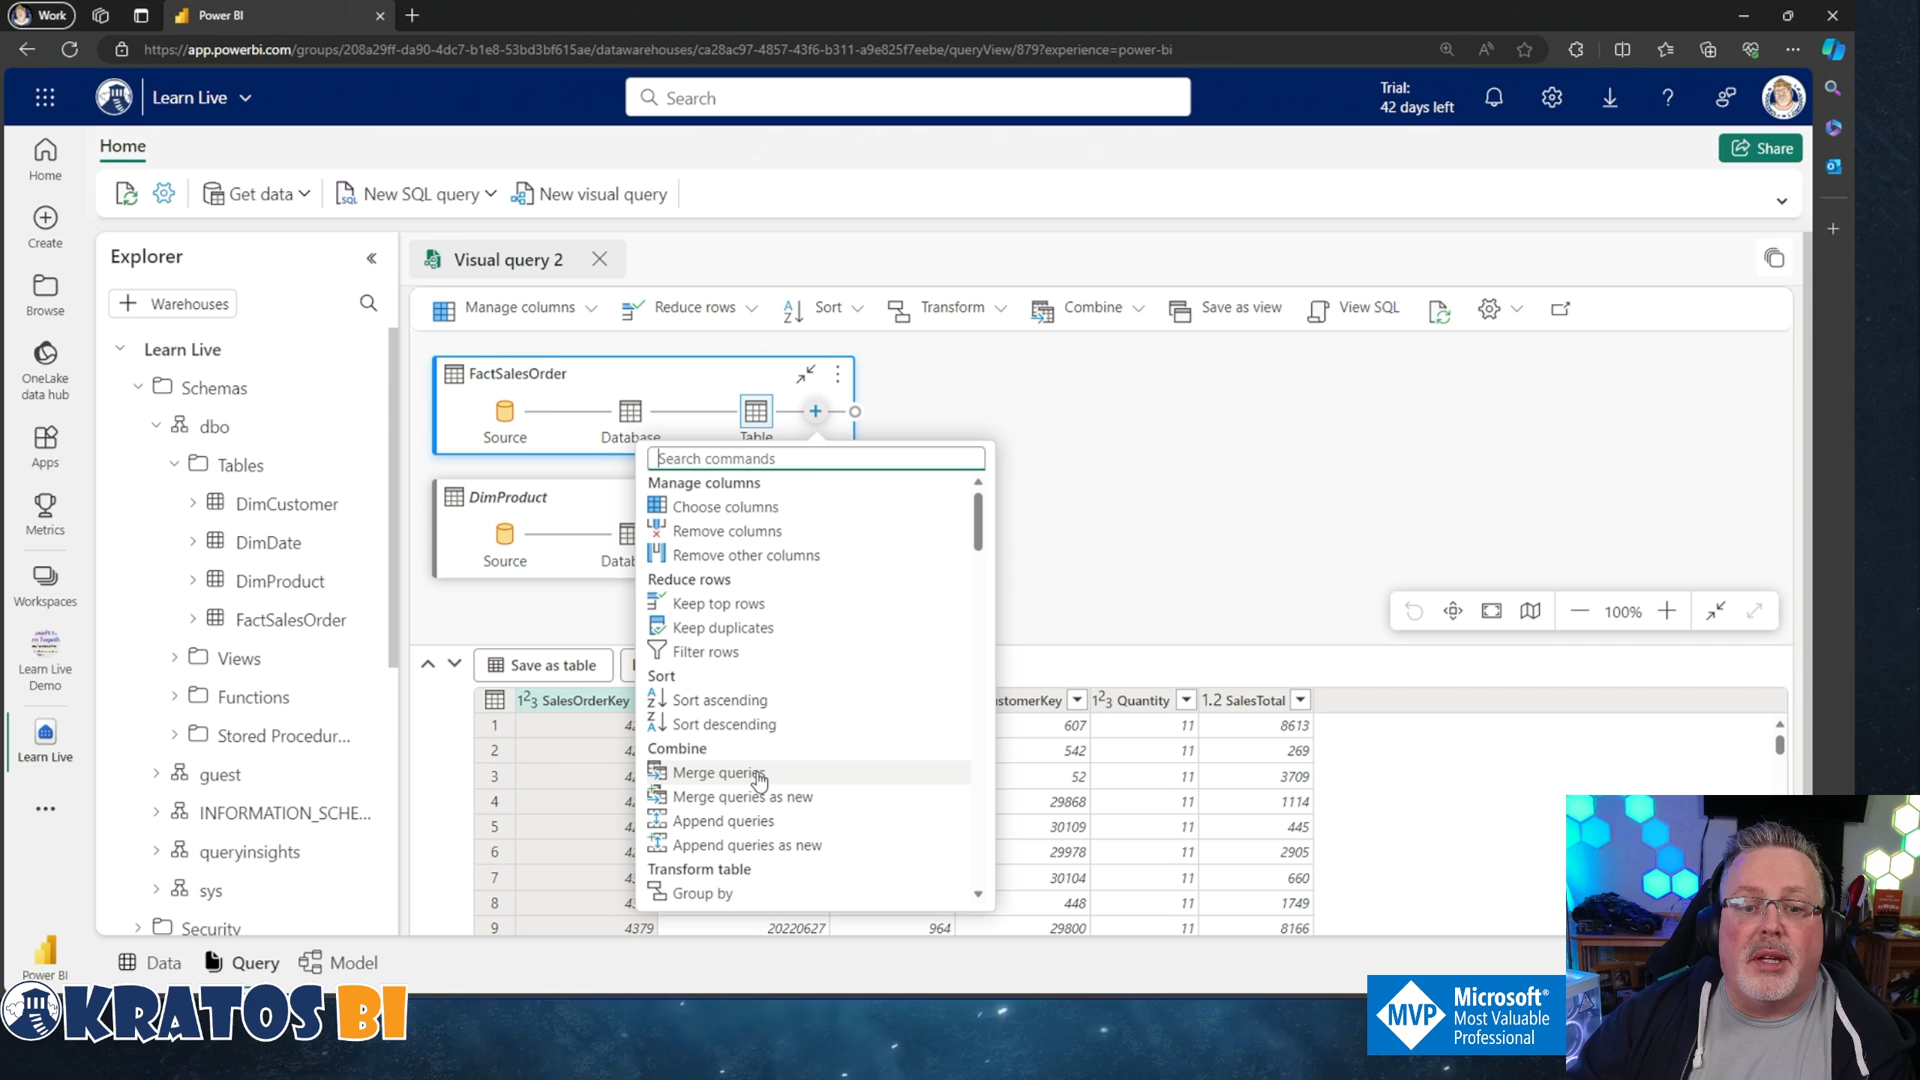 Work
Power BI
https://app.powerbi.com/groups/208a29ff-da90-4dc7-b1e8-53bd3bf615ae/datawarehouses/ca28ac97-4857-43f6-b311-a9e825f7eebe/queryView/879?experience=power-bi
Learn Live
Search
Trial:
42 days left
Home
Share
Get data
New SQL query
New visual query
Home
Create
Browse
OneLake
data hub
Apps
Metrics
Workspaces
Learn Live
Demo
Learn Live
Power BI
Explorer
Warehouses
Learn Live
Schemas
dbo
Tables
DimCustomer
DimDate
DimProduct
FactSalesOrder
Views
Functions
Stored Procedur...
guest
INFORMATION_SCHE...
queryinsights
sys
Security
Visual query 2
Manage columns
Reduce rows
Sort
Transform
Combine
Save as view
View SQL
FactSalesOrder
Source
Database
Table
DimProduct
Source
Datab
Search commands
Manage columns
Choose columns
Remove columns
Remove other columns
Reduce rows
Keep top rows
Keep duplicates
Filter rows
Sort
Sort ascending
Sort descending
Combine
Merge queries
Merge queries as new
Append queries
Append queries as new
Transform table
Group by
100%
Save as table
SalesOrderKey stomerKey Quantity SalesTotal
1 607 11 8613
2 542 11 269
3 52 11 3709
4 29868 11 1114
5 30109 11 445
6 29978 11 2905
7 30104 11 660
8 448 11 1749
9 4379 20220627 964 29800 11 8166
Data
Query
Model
KRATOS BI
MVP
Microsoft®
Most Valuable
Professional